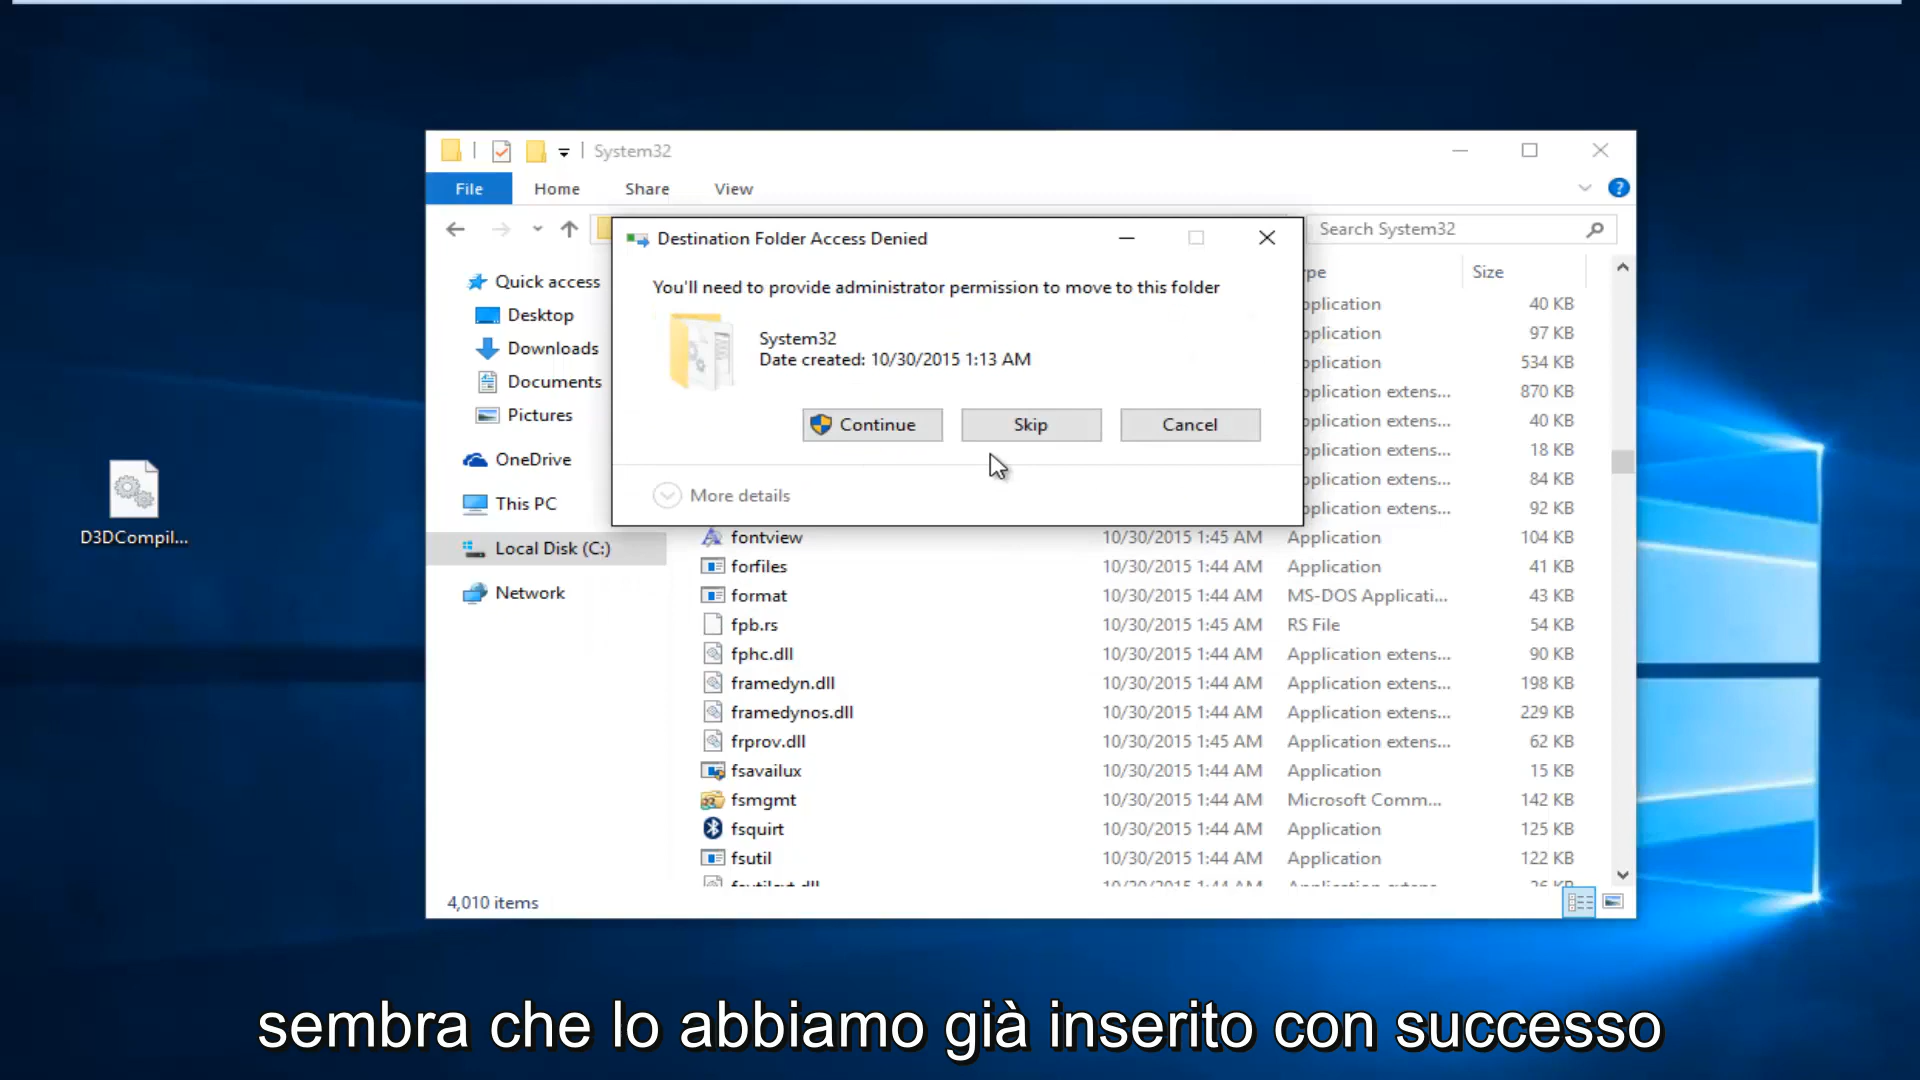 System32
File Home Share View
Search System32
Destination Folder Access Denied
You'll need to provide administrator permission to move to this folder
System32
Date created: 10/30/2015 1:13 AM
Continue Skip Cancel
More details
Quick access
Desktop
Downloads
Documents
Pictures
OneDrive
This PC
Local Disk (C:)
Network
D3DCompil...
Size
40 KB
97 KB
534 KB
870 KB
40 KB
18 KB
84 KB
92 KB
fontview 10/30/2015 1:45 AM Application 104 KB
forfiles 10/30/2015 1:44 AM Application 41 KB
format 10/30/2015 1:44 AM MS-DOS Applicati... 43 KB
fpb.rs 10/30/2015 1:45 AM RS File 54 KB
fphc.dll 10/30/2015 1:44 AM Application extens... 90 KB
framedyn.dll 10/30/2015 1:44 AM Application extens... 198 KB
framedynos.dll 10/30/2015 1:44 AM Application extens... 229 KB
frprov.dll 10/30/2015 1:45 AM Application extens... 62 KB
fsavailux 10/30/2015 1:44 AM Application 15 KB
fsmgmt 10/30/2015 1:44 AM Microsoft Comm... 142 KB
fsquirt 10/30/2015 1:44 AM Application 125 KB
fsutil 10/30/2015 1:44 AM Application 122 KB
4,010 items
sembra che lo abbiamo già inserito con successo